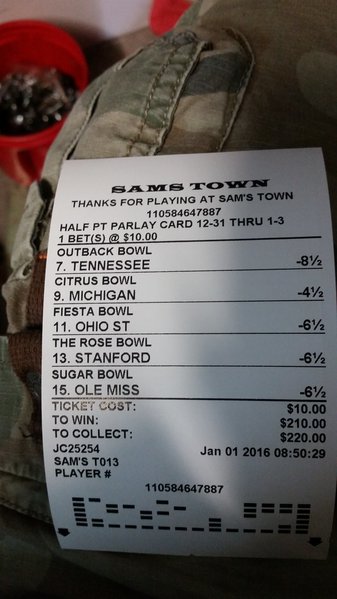 SAMS TOWN
THANKS FOR PLAYING AT SAM'S TOWN
110584647887
HALF PT PARLAY CARD 12-31 THRU 1-3
1 BET(S) @ $10.00
OUTBACK BOWL
7. TENNESSEE -8½
CITRUS BOWL
9. MICHIGAN -4½
FIESTA BOWL
11. OHIO ST -6½
THE ROSE BOWL
13. STANFORD -6½
SUGAR BOWL
15. OLE MISS -6½
TICKET COST: $10.00
TO WIN: $210.00
TO COLLECT: $220.00
JC25254 Jan 01 2016 08:50:29
SAM'S T013
PLAYER #
110584647887